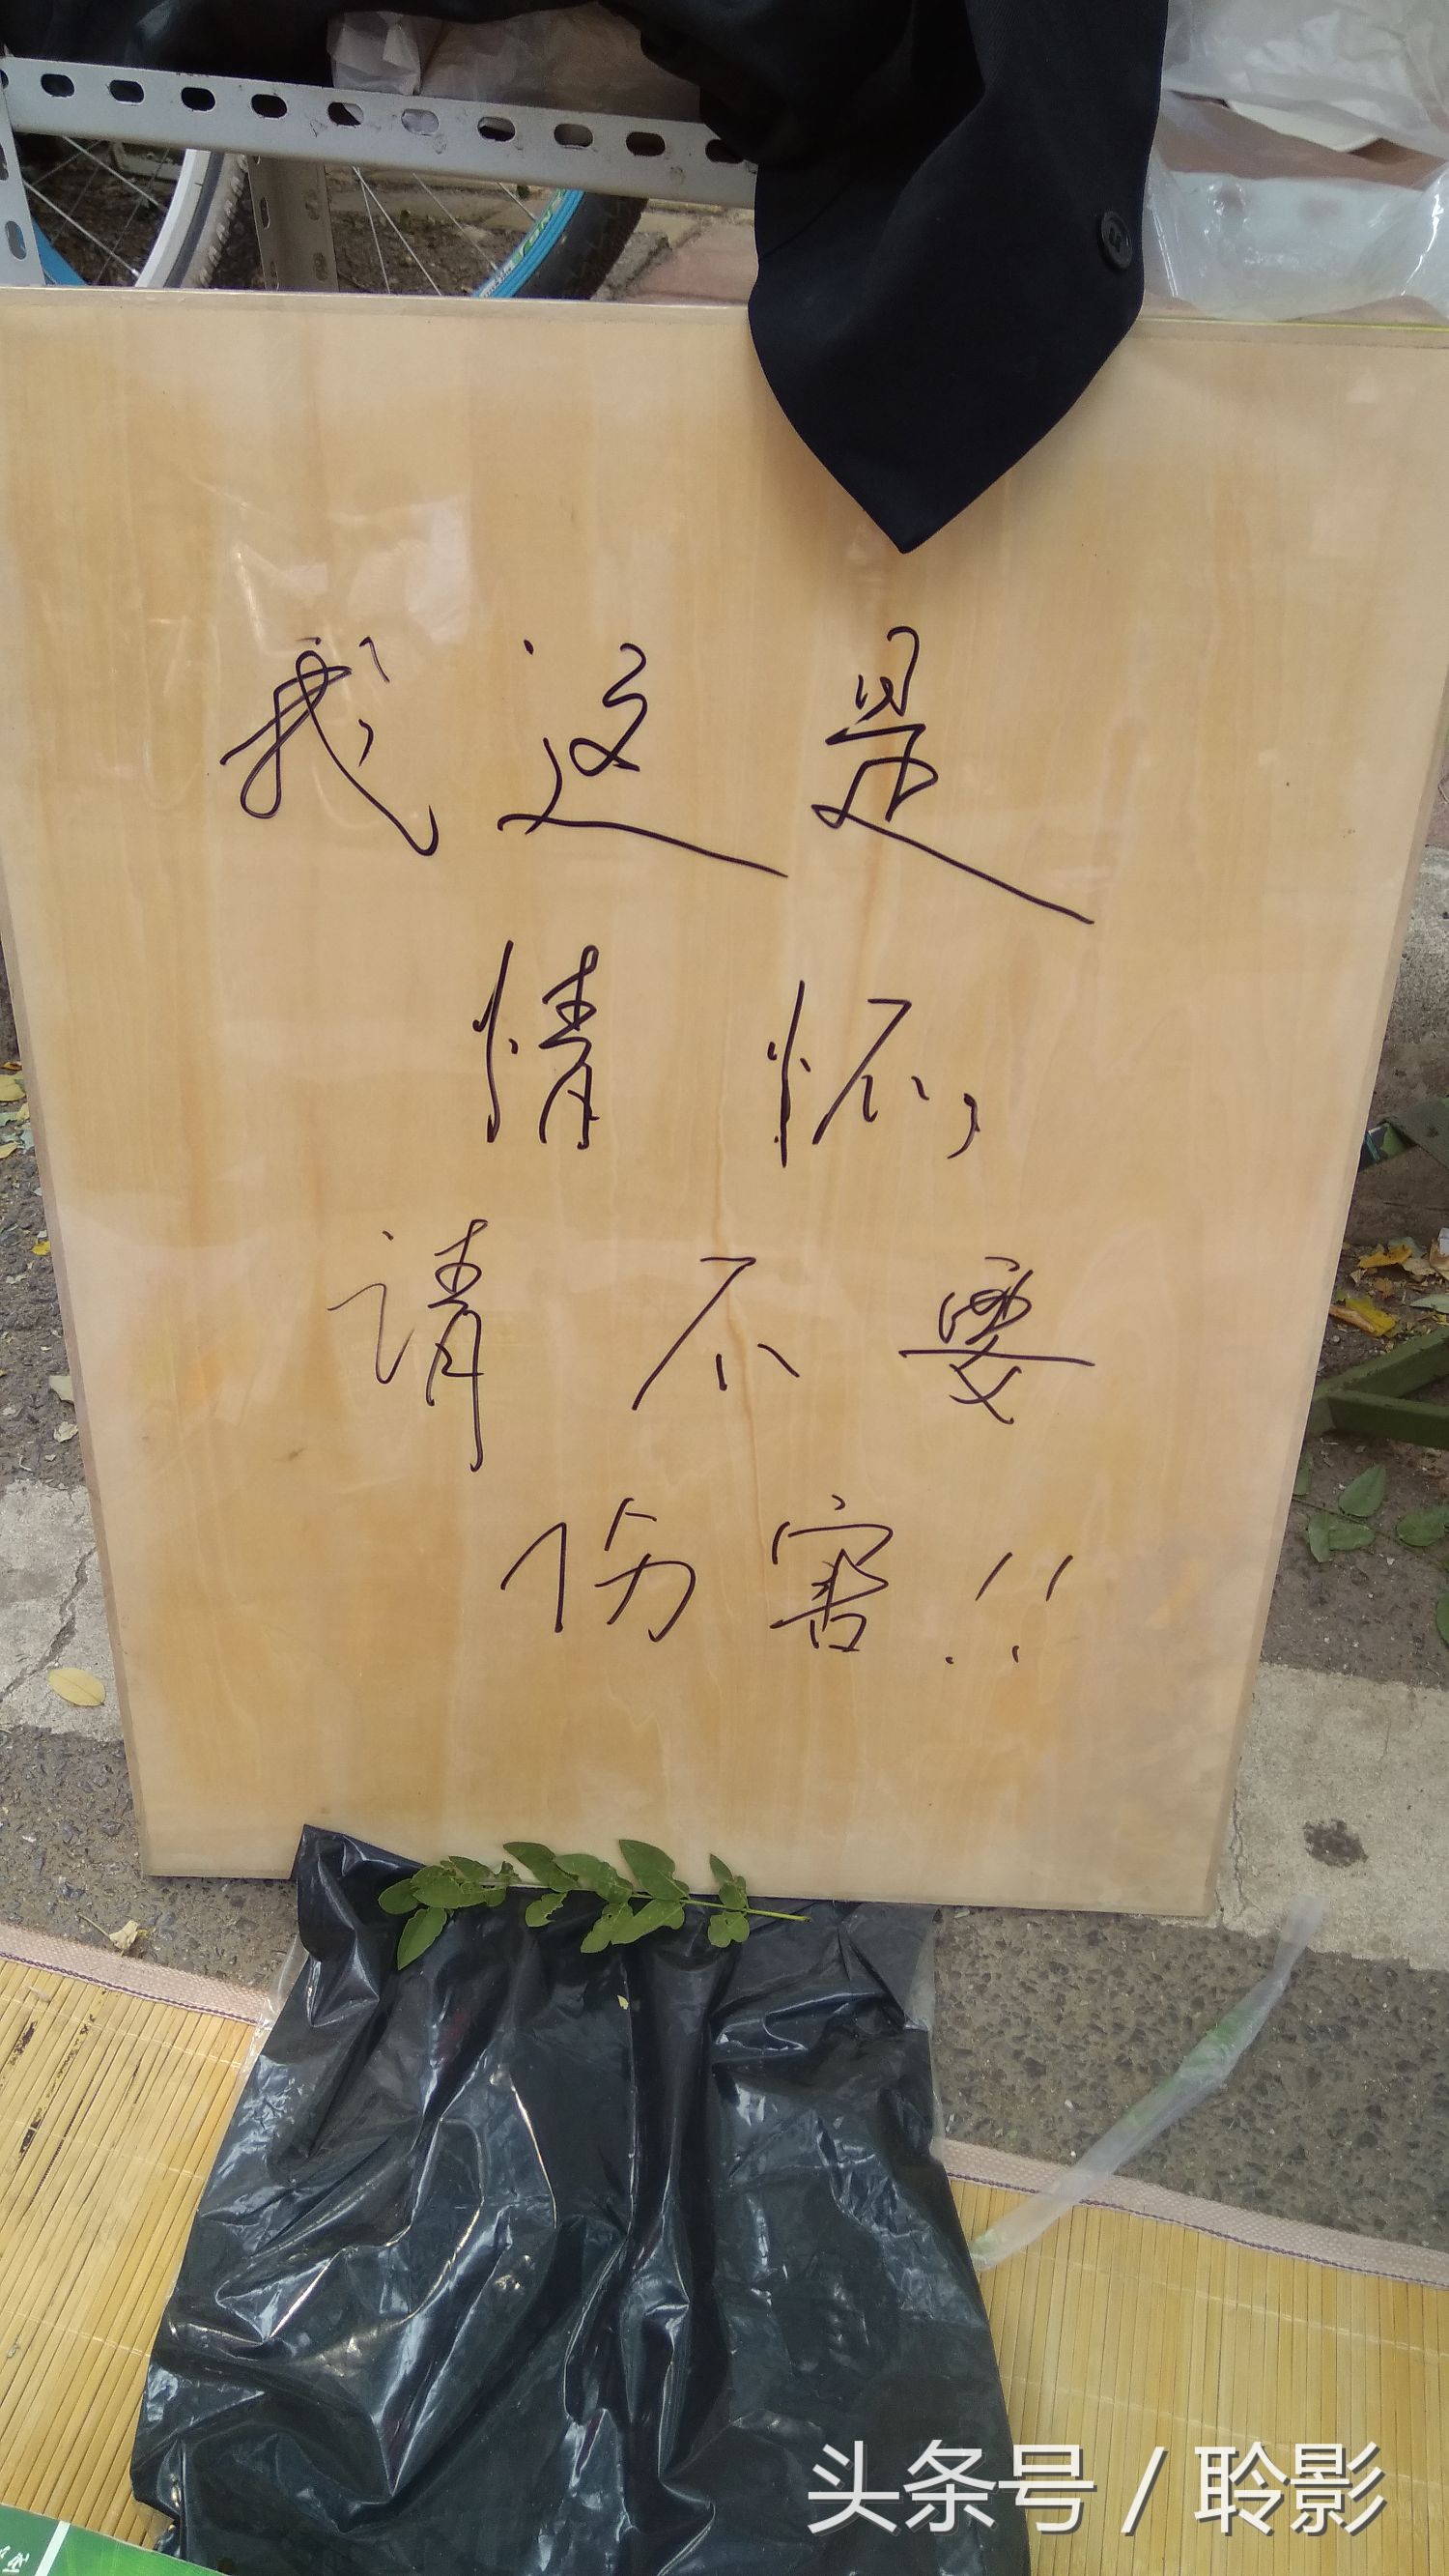 我这是
情怀,
请不要
伤害!!
头条号 / 聆影